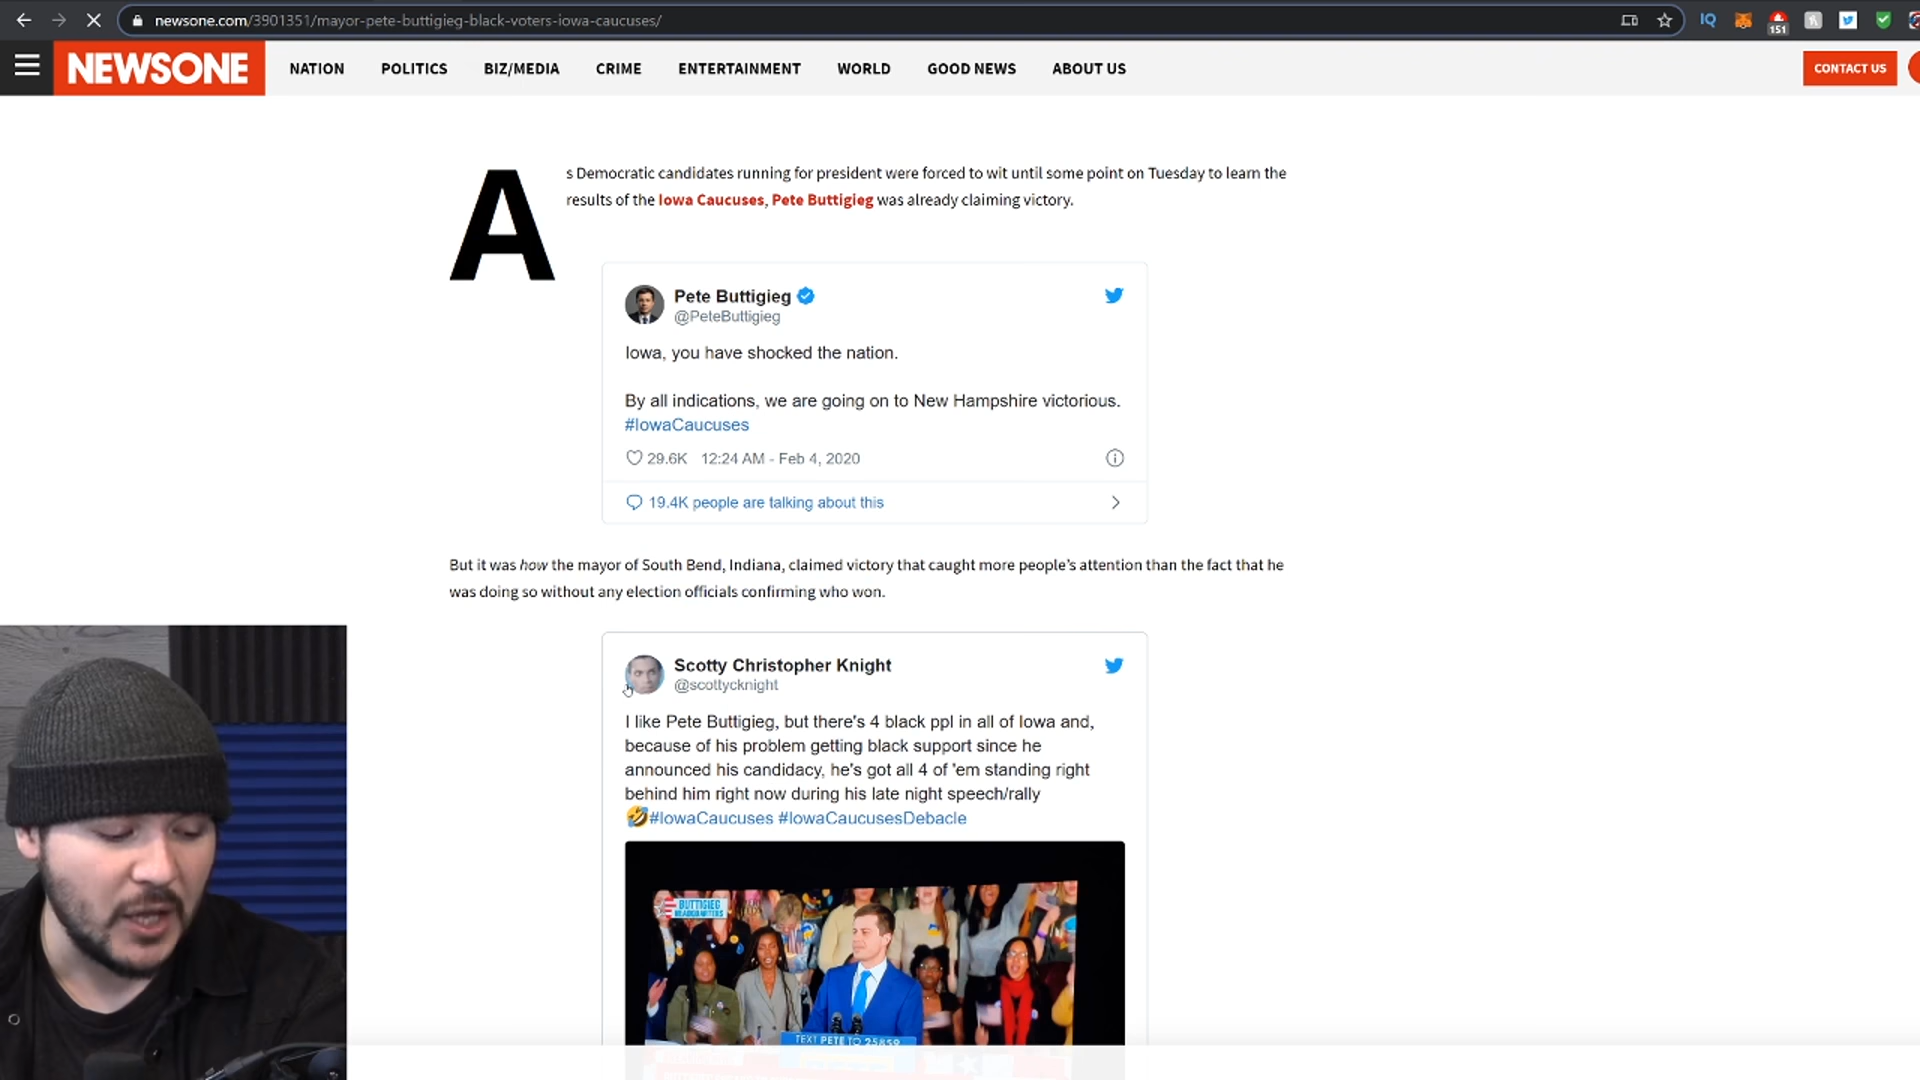 newsone.com/3901351/mayor-pete-buttigieg-black-voters-iowa-caucuses/
IQ
151
NEWSONE
NATION
POLITICS
BIZ/MEDIA
CRIME
ENTERTAINMENT
WORLD
GOOD NEWS
ABOUT US
CONTACT US
As Democratic candidates running for president were forced to wit until some point on Tuesday to learn the
results of the Iowa Caucuses, Pete Buttigieg was already claiming victory.
Pete Buttigieg
@PeteButtigieg
Iowa, you have shocked the nation.
By all indications, we are going on to New Hampshire victorious.
#IowaCaucuses
29.6K 12:24 AM - Feb 4, 2020
19.4K people are talking about this
But it was how the mayor of South Bend, Indiana, claimed victory that caught more people’s attention than the fact that he
was doing so without any election officials confirming who won.
Scotty Christopher Knight
@scottycknight
I like Pete Buttigieg, but there's 4 black ppl in all of Iowa and,
because of his problem getting black support since he
announced his candidacy, he's got all 4 of 'em standing right
behind him right now during his late night speech/rally
🤣#IowaCaucuses #IowaCaucusesDebacle
BUTTIGIEG
HEADQUARTERS
TEXT PETE TO 25859